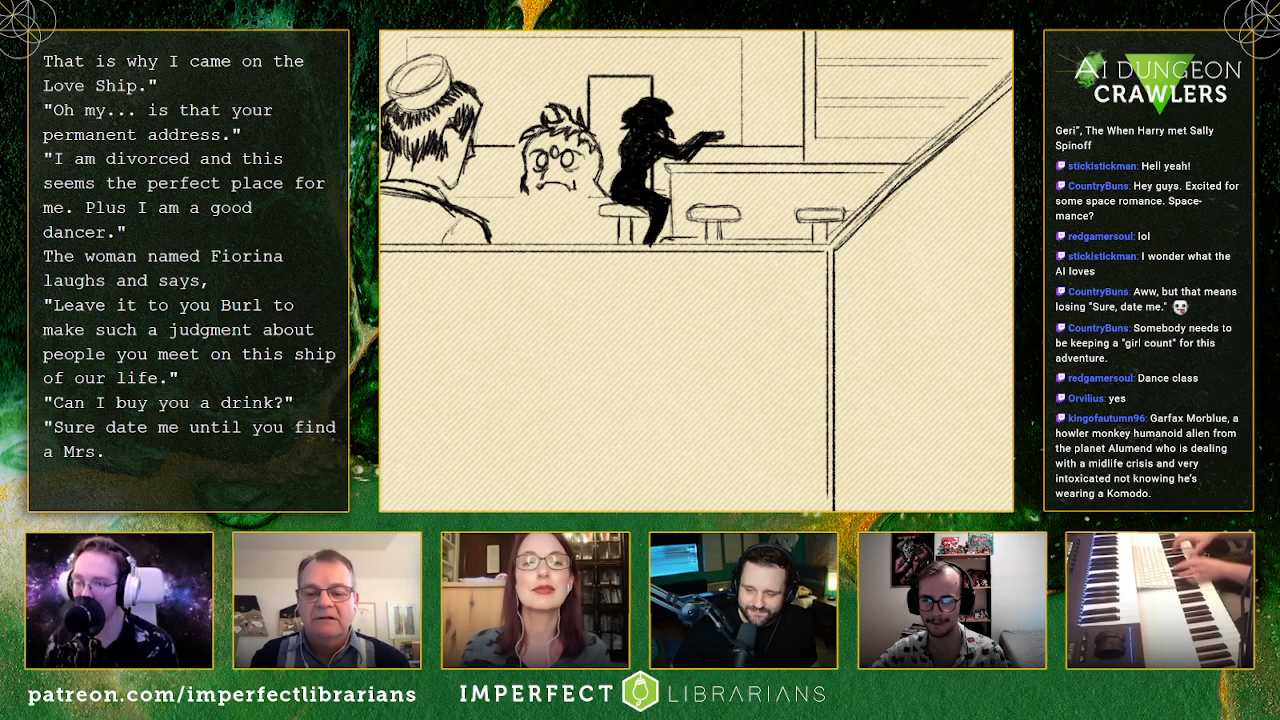 That is why I came on the
Love Ship."
"Oh my... is that your
permanent address."
"I am divorced and this
seems the perfect place for
me. Plus I am a good
dancer."
The woman named Fiorina
laughs and says,
"Leave it to you Burl to
make such a judgment about
people you meet on this ship
of our life."
"Can I buy you a drink?"
"Sure date me until you find
a Mrs.
AI DUNGEON
CRAWLERS
Geri", The When Harry met Sally
Spinoff
stickistickman: Hell yeah!
CountryBuns: Hey guys. Excited for
some space romance. Space-
mance?
redgamersoul: lol
stickistickman: I wonder what the
AI loves
CountryBuns: Aww, but that means
losing "Sure, date me."
CountryBuns: Somebody needs to
be keeping a "girl count" for this
adventure.
redgamersoul: Dance class
Orvilius: yes
kingofautumn96: Garfax Morblue, a
howler monkey humanoid alien from
the planet Alumend who is dealing
with a midlife crisis and very
intoxicated not knowing he's
wearing a Komodo.
patreon.com/imperfectlibrarians
IMPERFECT LIBRARIANS